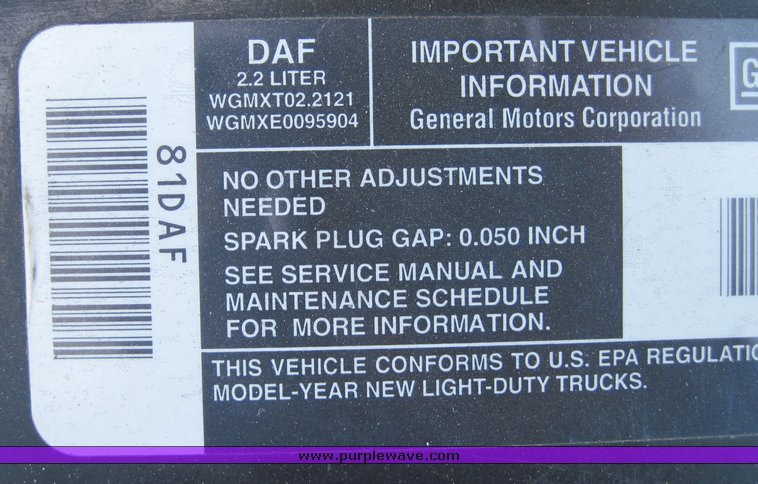 DAF
2.2 LITER
WGMXT02.2121
WGMXE0095904
IMPORTANT VEHICLE
INFORMATION
General Motors Corporation
G
81DAF
NO OTHER ADJUSTMENTS
NEEDED
SPARK PLUG GAP: 0.050 INCH
SEE SERVICE MANUAL AND
MAINTENANCE SCHEDULE
FOR MORE INFORMATION.
THIS VEHICLE CONFORMS TO U.S. EPA
MODEL-YEAR NEW LIGHT-DUTY TRUCKS.
www.purplewave.com